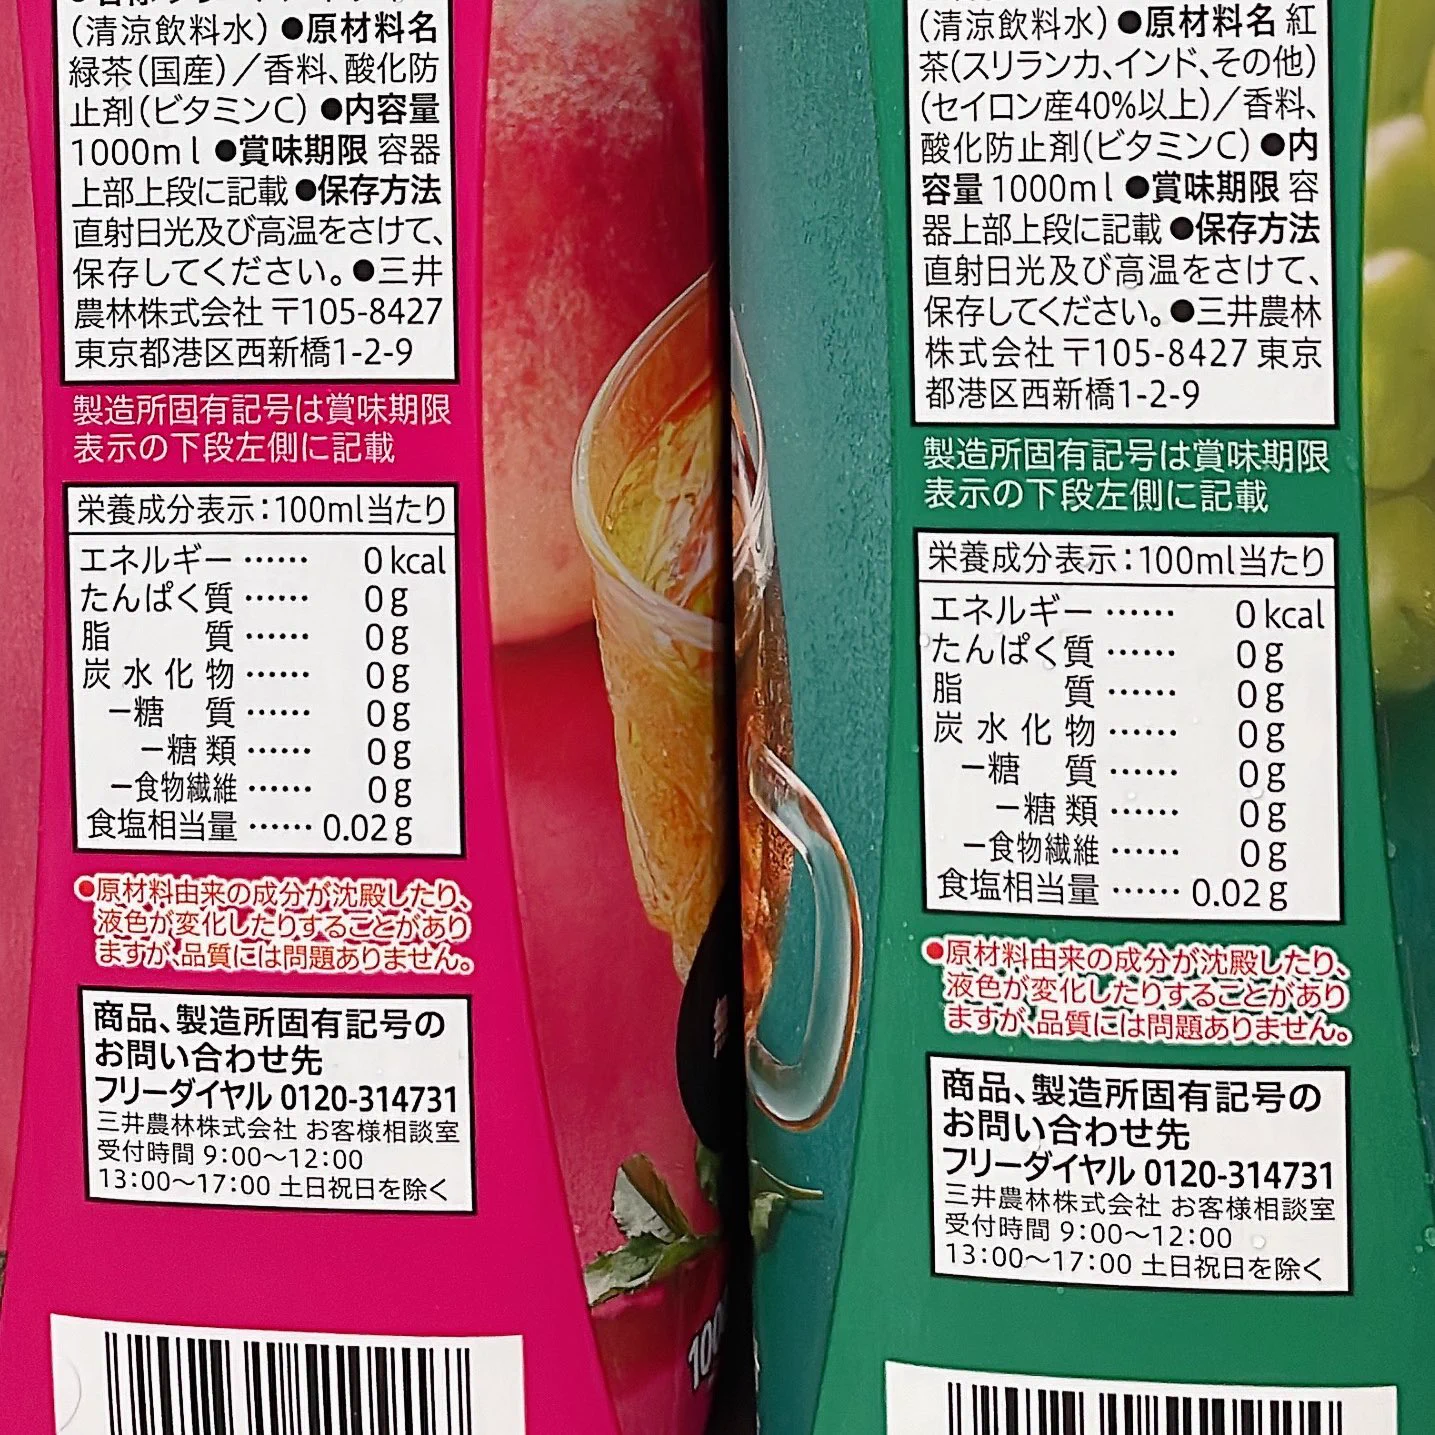 (清涼飲料水) ●原材料名
緑茶(国産)／香料、酸化防
止剤(ビタミンC) ●内容量
1000ml ●賞味期限 容器
上部上段に記載 ●保存方法
直射日光及び高温をさけて、
保存してください。●三井
農林株式会社 〒105-8427
東京都港区西新橋1-2-9
製造所固有記号は賞味期限
表示の下段左側に記載
栄養成分表示：100ml当たり
エネルギー …… 0kcal
たんぱく質 …… 0g
脂質 …… 0g
炭水化物 …… 0g
−糖質 …… 0g
−糖類 …… 0g
−食物繊維 …… 0g
食塩相当量 …… 0.02g
●原材料由来の成分が沈殿したり、
液色が変化したりすることがあり
ますが、品質には問題ありません。
商品、製造所固有記号の
お問い合わせ先
フリーダイヤル 0120-314731
三井農林株式会社 お客様相談室
受付時間 9:00〜12:00
13:00〜17:00 土日祝日を除く
(清涼飲料水) ●原材料名 紅
茶(スリランカ、インド、その他)
(セイロン産40%以上)／香料、
酸化防止剤(ビタミンC) ●内
容量 1000ml ●賞味期限 容
器上部上段に記載 ●保存方法
直射日光及び高温をさけて、
保存してください。●三井農林
株式会社 〒105-8427 東京
都港区西新橋1-2-9
製造所固有記号は賞味期限
表示の下段左側に記載
栄養成分表示：100ml当たり
エネルギー …… 0kcal
たんぱく質 …… 0g
脂質 …… 0g
炭水化物 …… 0g
−糖質 …… 0g
−糖類 …… 0g
−食物繊維 …… 0g
食塩相当量 …… 0.02g
●原材料由来の成分が沈殿したり、
液色が変化したりすることがあり
ますが、品質には問題ありません。
商品、製造所固有記号の
お問い合わせ先
フリーダイヤル 0120-314731
三井農林株式会社 お客様相談室
受付時間 9:00〜12:00
13:00〜17:00 土日祝日を除く